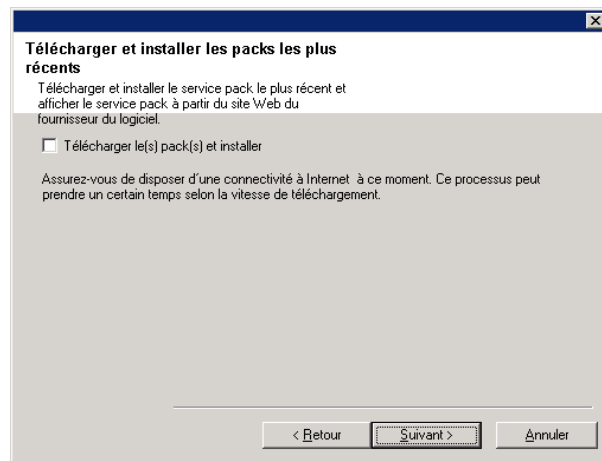 Télécharger et installer les packs les plus
récents
Télécharger et installer le service pack le plus récent et
afficher le service pack à partir du site Web du
fournisseur du logiciel.
Télécharger le(s) pack(s) et installer
Assurez-vous de disposer d'une connectivité à Internet à ce moment. Ce processus peut
prendre un certain temps selon la vitesse de téléchargement.
< Retour
Suivant >
Annuler